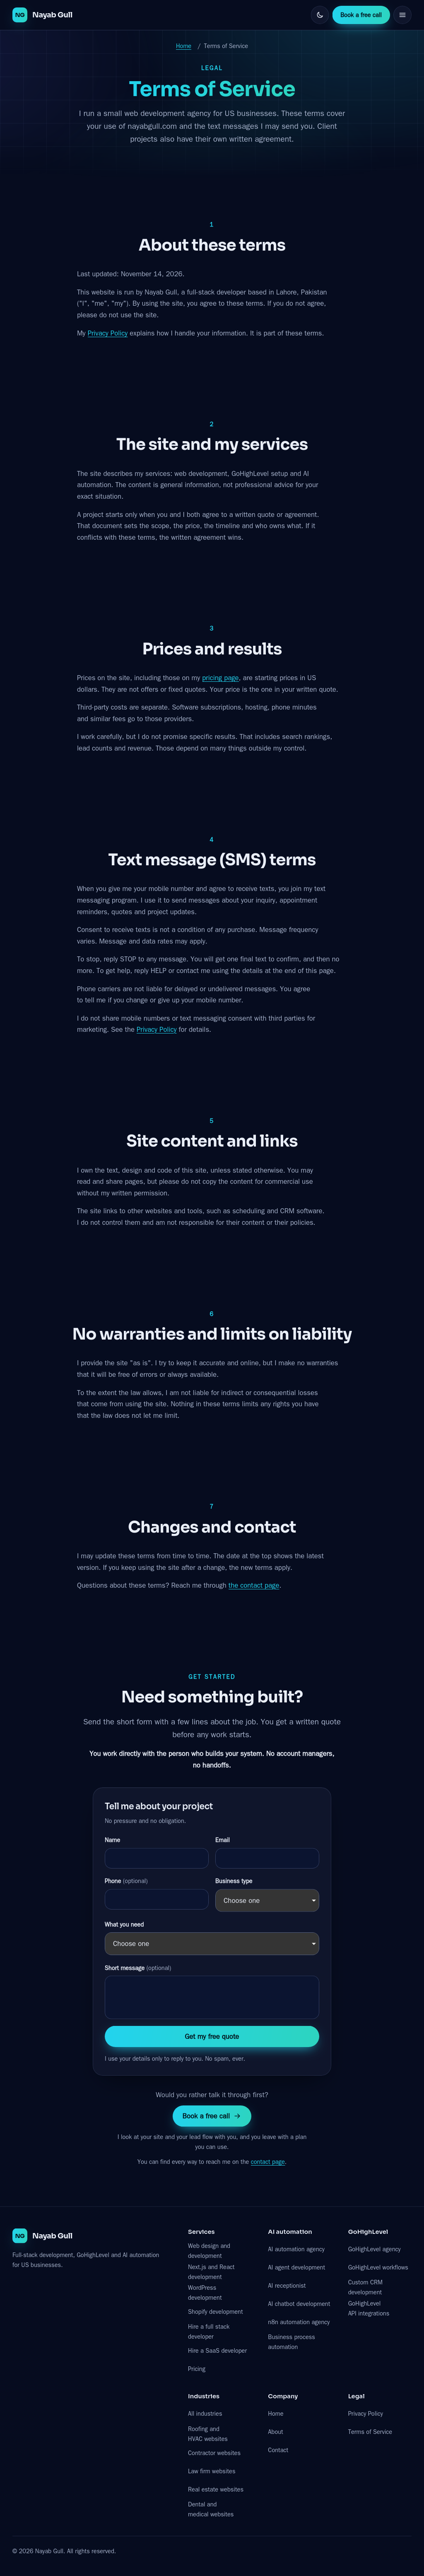 NG Nayab Gull
Book a free call
Home / Terms of Service
LEGAL
Terms of Service
I run a small web development agency for US businesses. These terms cover
your use of nayabgull.com and the text messages I may send you. Client
projects also have their own written agreement.
1
About these terms
Last updated: November 14, 2026.
This website is run by Nayab Gull, a full-stack developer based in Lahore, Pakistan
("I", "me", "my"). By using the site, you agree to these terms. If you do not agree,
please do not use the site.
My Privacy Policy explains how I handle your information. It is part of these terms.
2
The site and my services
The site describes my services: web development, GoHighLevel setup and AI
automation. The content is general information, not professional advice for your
exact situation.
A project starts only when you and I both agree to a written quote or agreement.
That document sets the scope, the price, the timeline and who owns what. If it
conflicts with these terms, the written agreement wins.
3
Prices and results
Prices on the site, including those on my pricing page, are starting prices in US
dollars. They are not offers or fixed quotes. Your price is the one in your written quote.
Third-party costs are separate. Software subscriptions, hosting, phone minutes
and similar fees go to those providers.
I work carefully, but I do not promise specific results. That includes search rankings,
lead counts and revenue. Those depend on many things outside my control.
4
Text message (SMS) terms
When you give me your mobile number and agree to receive texts, you join my text
messaging program. I use it to send messages about your inquiry, appointment
reminders, quotes and project updates.
Consent to receive texts is not a condition of any purchase. Message frequency
varies. Message and data rates may apply.
To stop, reply STOP to any message. You will get one final text to confirm, and then no
more. To get help, reply HELP or contact me using the details at the end of this page.
Phone carriers are not liable for delayed or undelivered messages. You agree
to tell me if you change or give up your mobile number.
I do not share mobile numbers or text messaging consent with third parties for
marketing. See the Privacy Policy for details.
5
Site content and links
I own the text, design and code of this site, unless stated otherwise. You may
read and share pages, but please do not copy the content for commercial use
without my written permission.
The site links to other websites and tools, such as scheduling and CRM software.
I do not control them and am not responsible for their content or their policies.
6
No warranties and limits on liability
I provide the site "as is". I try to keep it accurate and online, but I make no warranties
that it will be free of errors or always available.
To the extent the law allows, I am not liable for indirect or consequential losses
that come from using the site. Nothing in these terms limits any rights you have
that the law does not let me limit.
7
Changes and contact
I may update these terms from time to time. The date at the top shows the latest
version. If you keep using the site after a change, the new terms apply.
Questions about these terms? Reach me through the contact page.
GET STARTED
Need something built?
Send the short form with a few lines about the job. You get a written quote
before any work starts.
You work directly with the person who builds your system. No account managers,
no handoffs.
Tell me about your project
No pressure and no obligation.
Name Email
Phone (optional) Business type
Choose one
What you need
Choose one
Short message (optional)
Get my free quote
I use your details only to reply to you. No spam, ever.
Would you rather talk it through first?
Book a free call →
I look at your site and your lead flow with you, and you leave with a plan
you can use.
You can find every way to reach me on the contact page.
NG Nayab Gull
Full-stack development, GoHighLevel and AI automation
for US businesses.
Services
Web design and
development
Next.js and React
development
WordPress
development
Shopify development
Hire a full stack
developer
Hire a SaaS developer
Pricing
AI automation
AI automation agency
AI agent development
AI receptionist
AI chatbot development
n8n automation agency
Business process
automation
GoHighLevel
GoHighLevel agency
GoHighLevel workflows
Custom CRM
development
GoHighLevel
API integrations
Industries
All industries
Roofing and
HVAC websites
Contractor websites
Law firm websites
Real estate websites
Dental and
medical websites
Company
Home
About
Contact
Legal
Privacy Policy
Terms of Service
© 2026 Nayab Gull. All rights reserved.